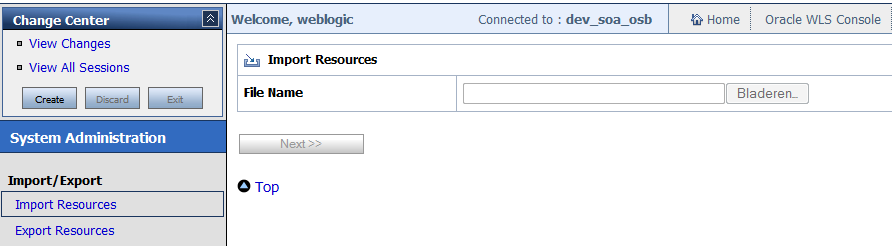 Change Center
View Changes
View All Sessions
Create Discard Exit
System Administration
Import/Export
Import Resources
Export Resources
Welcome, weblogic Connected to : dev_soa_osb Home Oracle WLS Console
Import Resources
File Name Bladeren...
Next >>
Top